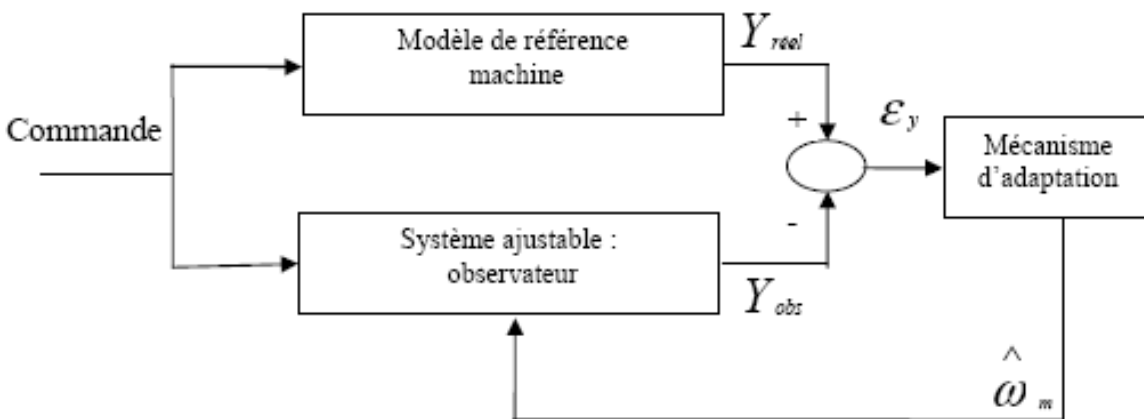 Modèle de référence
machine
Y réel
Commande
+
ε y
Mécanisme
d’adaptation
-
Système ajustable :
observateur
Y obs
^
ω m